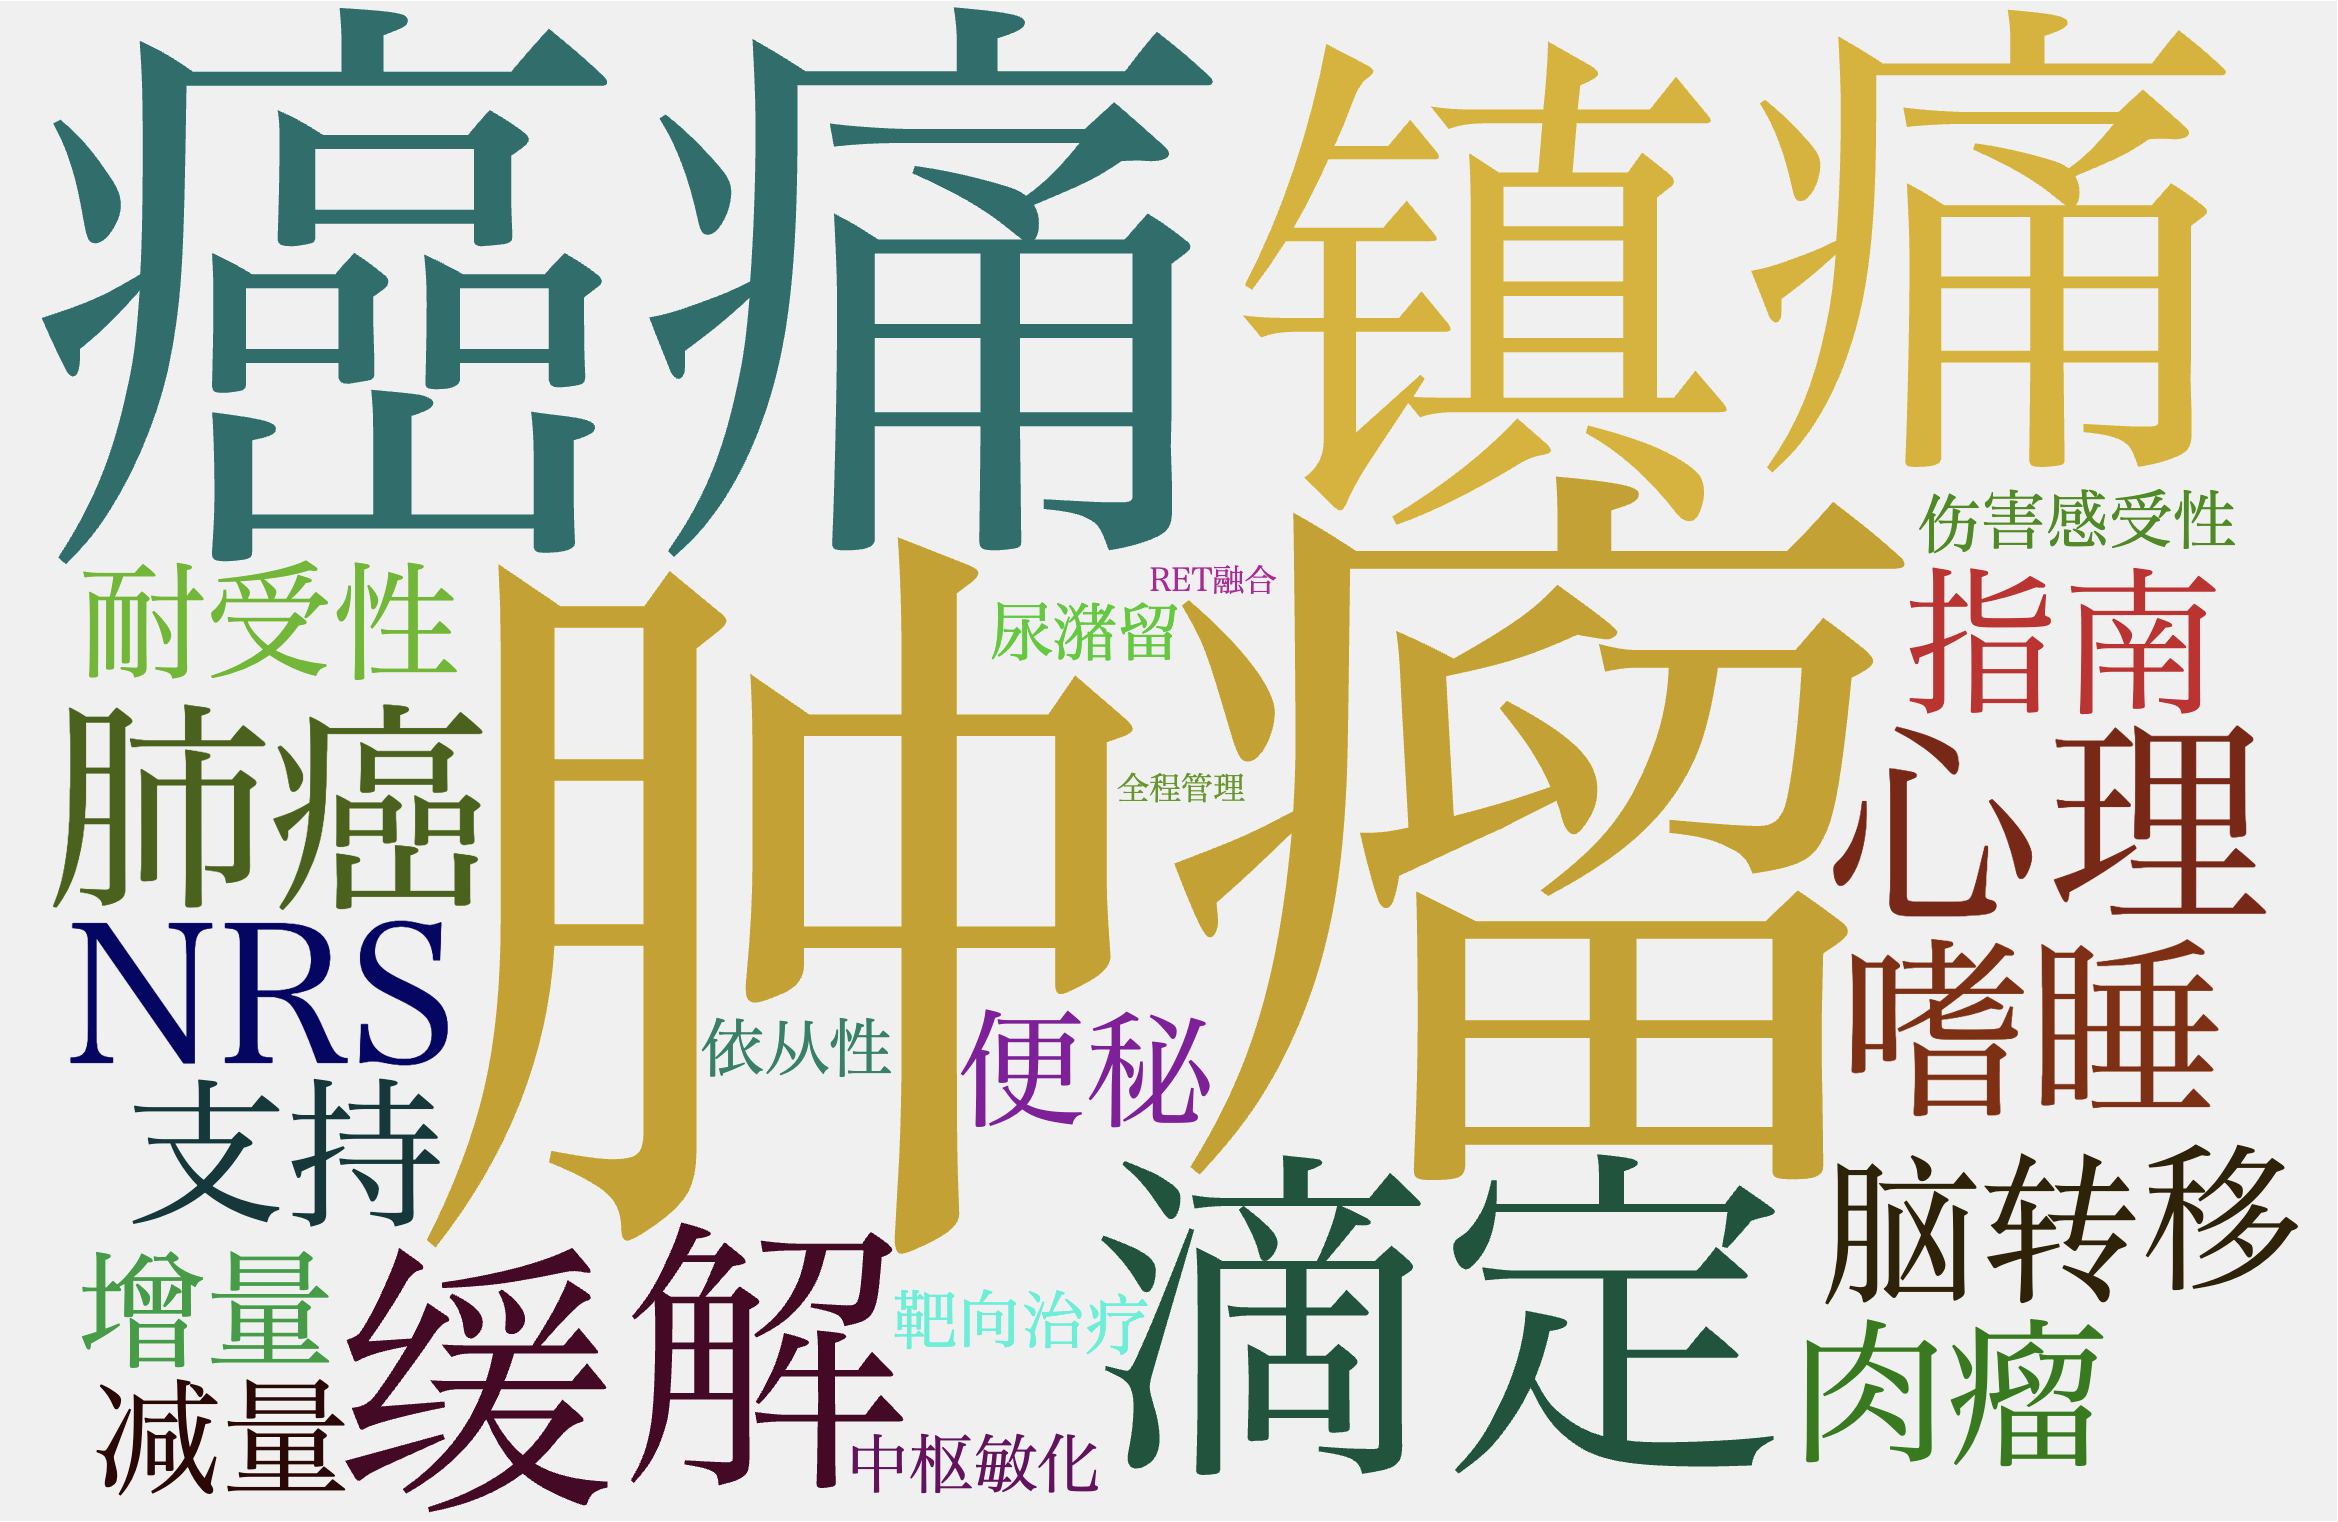 癌痛
镇痛
肿瘤
伤害感受性
耐受性
RET融合
尿潴留
指南
肺癌
心理
全程管理
NRS
嗜睡
依从性
便秘
支持
滴定
脑转移
增量
缓解
靶向治疗
肉瘤
减量
中枢敏化